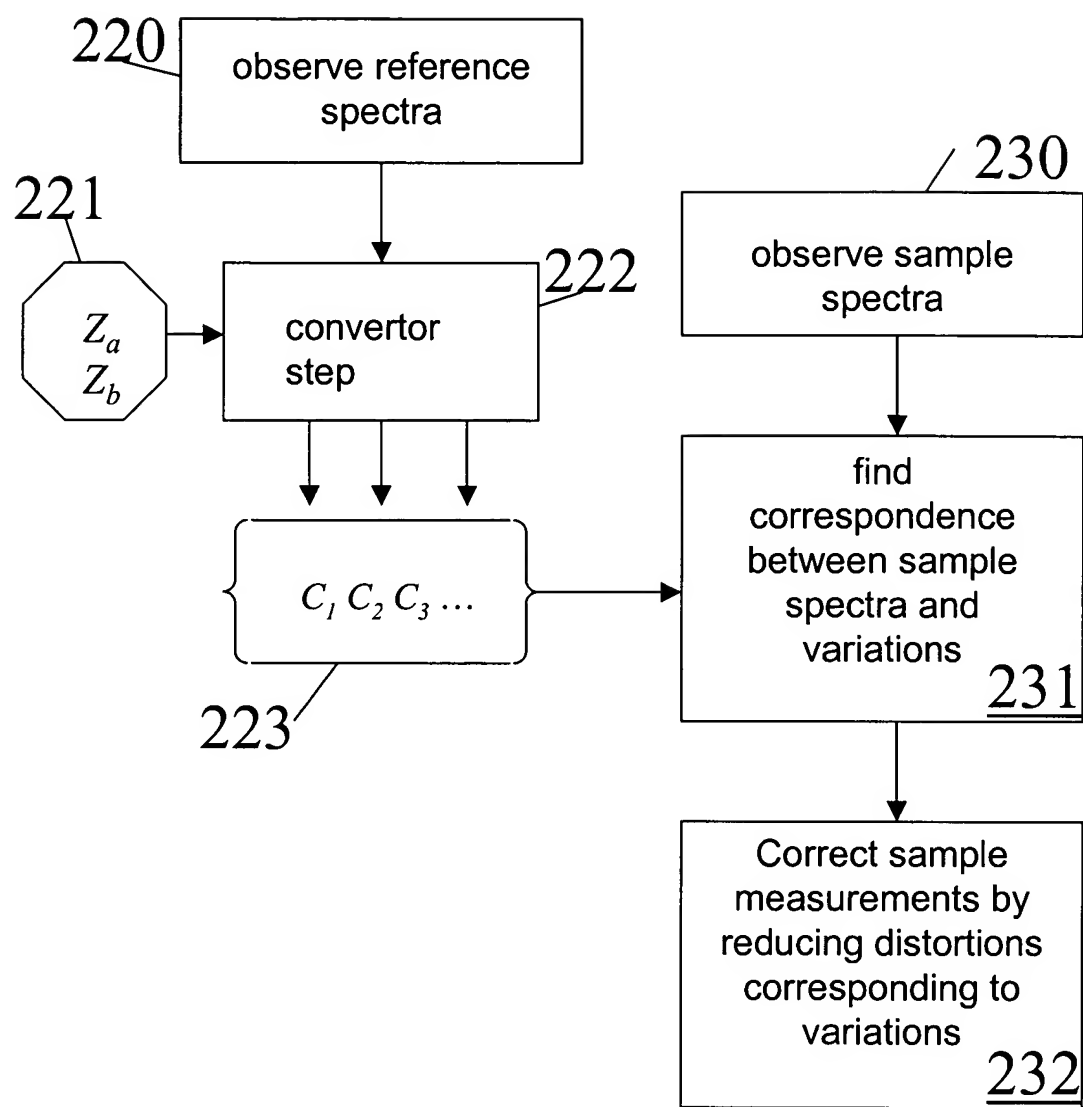 220
observe reference
spectra
221
Z_a
Z_b
222
convertor
step
C_1 C_2 C_3 ...
223
230
observe sample
spectra
find
correspondence
between sample
spectra and
variations
231
Correct sample
measurements by
reducing distortions
corresponding to
variations
232